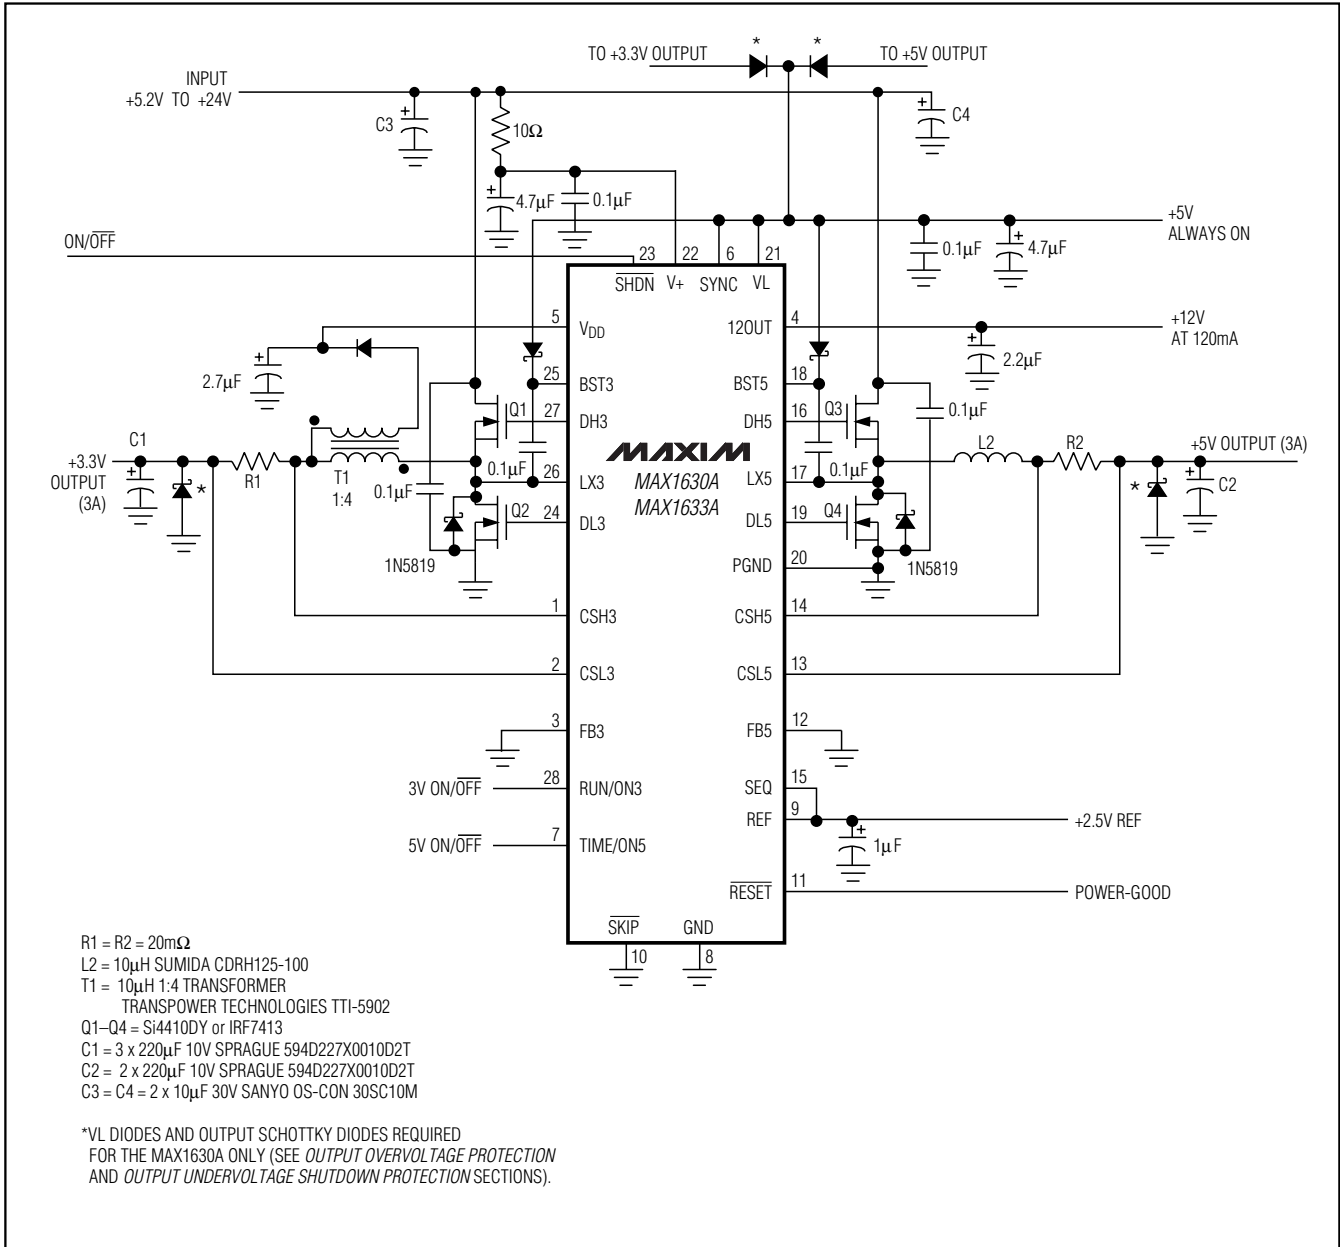 TO +3.3V OUTPUT
*
*
TO +5V OUTPUT
INPUT
+5.2V TO +24V
C3
+
10Ω
+
C4
+
4.7μF
0.1μF
+5V
ALWAYS ON
0.1μF
+
4.7μF
ON/OFF
23
22
6
21
SHDN
V+
SYNC
VL
5
VDD
12OUT
4
+12V
AT 120mA
+
2.2μF
+
2.7μF
25
BST3
BST5
18
Q1
27
DH3
DH5
16
Q3
0.1μF
C1
+3.3V
OUTPUT
(3A)
+
*
R1
T1
1:4
0.1μF
0.1μF
MAXIM
MAX1630A
MAX1633A
26
LX3
LX5
17
0.1μF
L2
R2
+5V OUTPUT (3A)
*
+
C2
Q2
24
DL3
DL5
19
Q4
1N5819
PGND
20
1N5819
1
CSH3
CSH5
14
2
CSL3
CSL5
13
3
FB3
FB5
12
3V ON/OFF
28
RUN/ON3
SEQ
15
REF
9
+2.5V REF
5V ON/OFF
7
TIME/ON5
+
1μF
RESET
11
POWER-GOOD
SKIP
GND
10
8
R1 = R2 = 20mΩ
L2 = 10μH SUMIDA CDRH125-100
T1 = 10μH 1:4 TRANSFORMER
TRANSPOWER TECHNOLOGIES TTI-5902
Q1–Q4 = Si4410DY or IRF7413
C1 = 3 x 220μF 10V SPRAGUE 594D227X0010D2T
C2 = 2 x 220μF 10V SPRAGUE 594D227X0010D2T
C3 = C4 = 2 x 10μF 30V SANYO OS-CON 30SC10M
*VL DIODES AND OUTPUT SCHOTTKY DIODES REQUIRED
FOR THE MAX1630A ONLY (SEE OUTPUT OVERVOLTAGE PROTECTION
AND OUTPUT UNDERVOLTAGE SHUTDOWN PROTECTION SECTIONS).